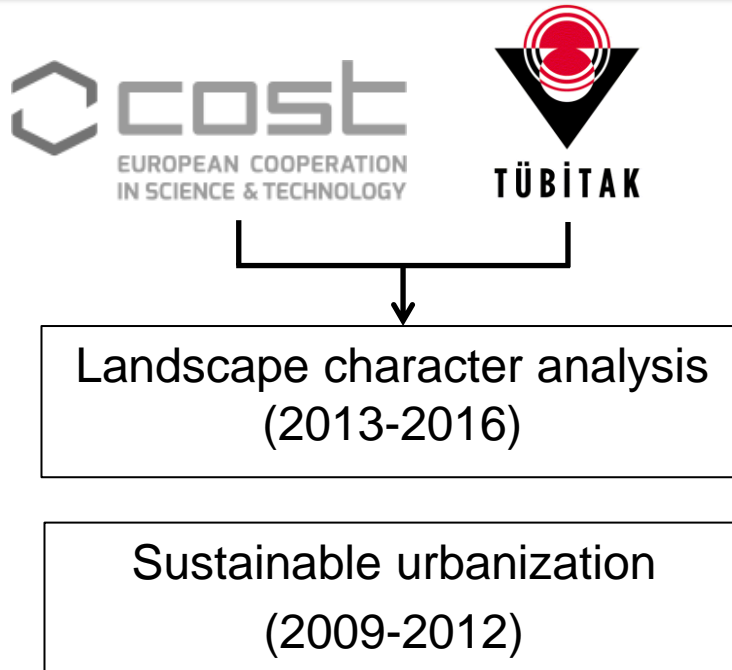 cost
EUROPEAN COOPERATION
IN SCIENCE & TECHNOLOGY
TÜBİTAK
Landscape character analysis
(2013-2016)
Sustainable urbanization
(2009-2012)